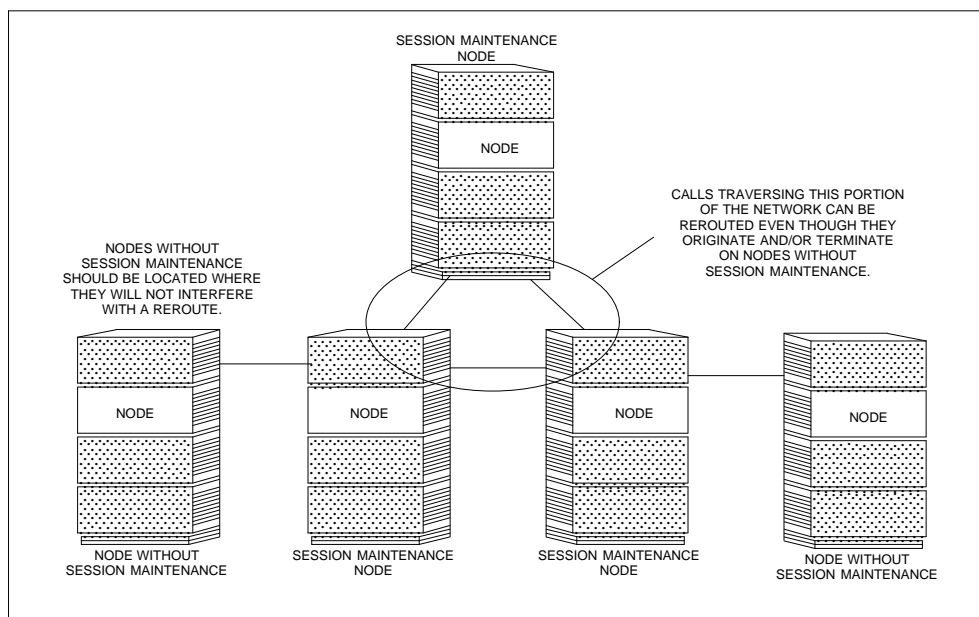 SESSION MAINTENANCE
NODE
NODE
CALLS TRAVERSING THIS PORTION
OF THE NETWORK CAN BE
REROUTED EVEN THOUGH THEY
ORIGINATE AND/OR TERMINATE
ON NODES WITHOUT
SESSION MAINTENANCE.
NODES WITHOUT
SESSION MAINTENANCE
SHOULD BE LOCATED WHERE
THEY WILL NOT INTERFERE
WITH A REROUTE.
NODE
NODE
NODE
NODE
NODE WITHOUT
SESSION MAINTENANCE
SESSION MAINTENANCE
NODE
SESSION MAINTENANCE
NODE
NODE WITHOUT
SESSION MAINTENANCE